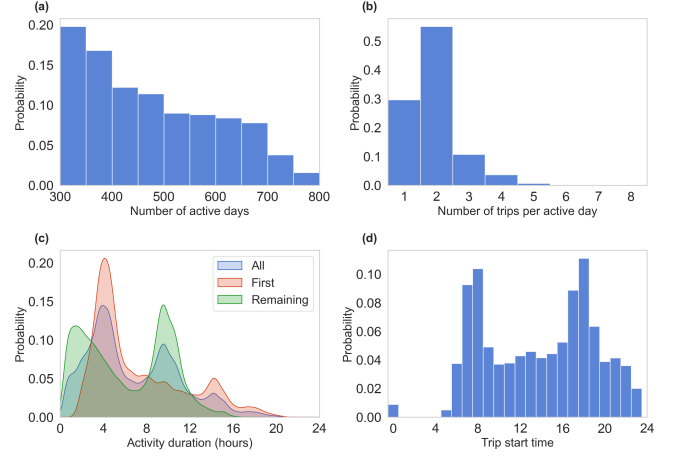 (a)
0.20
0.15
0.10
0.05
0.00
Probability
300 400 500 600 700 800
Number of active days
(b)
0.5
0.4
0.3
0.2
0.1
0.0
Probability
1 2 3 4 5 6 7 8
Number of trips per active day
(c)
0.20
0.15
0.10
0.05
0.00
Probability
All
First
Remaining
0 4 8 12 16 20 24
Activity duration (hours)
(d)
0.10
0.08
0.06
0.04
0.02
0.00
Probability
0 4 8 12 16 20 24
Trip start time